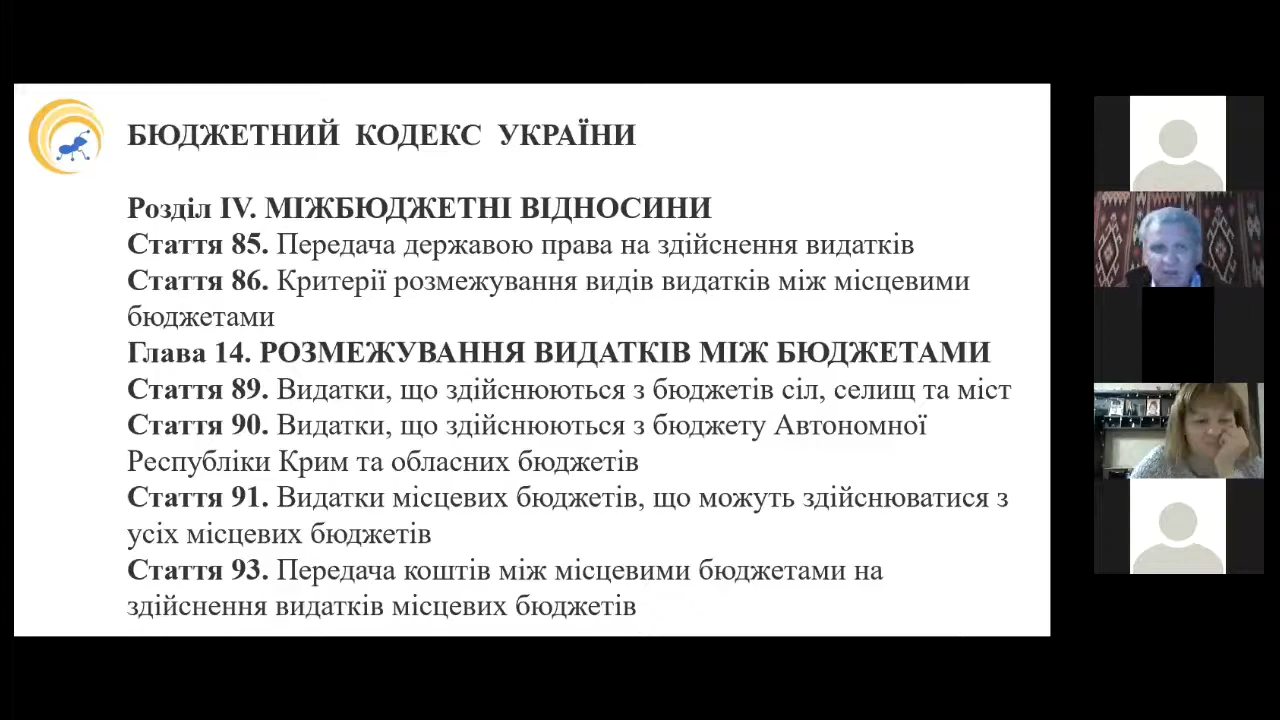 БЮДЖЕТНИЙ КОДЕКС УКРАЇНИ
Розділ IV. МІЖБЮДЖЕТНІ ВІДНОСИНИ
Стаття 85. Передача державою права на здійснення видатків
Стаття 86. Критерії розмежування видів видатків між місцевими
бюджетами
Глава 14. РОЗМЕЖУВАННЯ ВИДАТКІВ МІЖ БЮДЖЕТАМИ
Стаття 89. Видатки, що здійснюються з бюджетів сіл, селищ та міст
Стаття 90. Видатки, що здійснюються з бюджету Автономної
Республіки Крим та обласних бюджетів
Стаття 91. Видатки місцевих бюджетів, що можуть здійснюватися з
усіх місцевих бюджетів
Стаття 93. Передача коштів між місцевими бюджетами на
здійснення видатків місцевих бюджетів